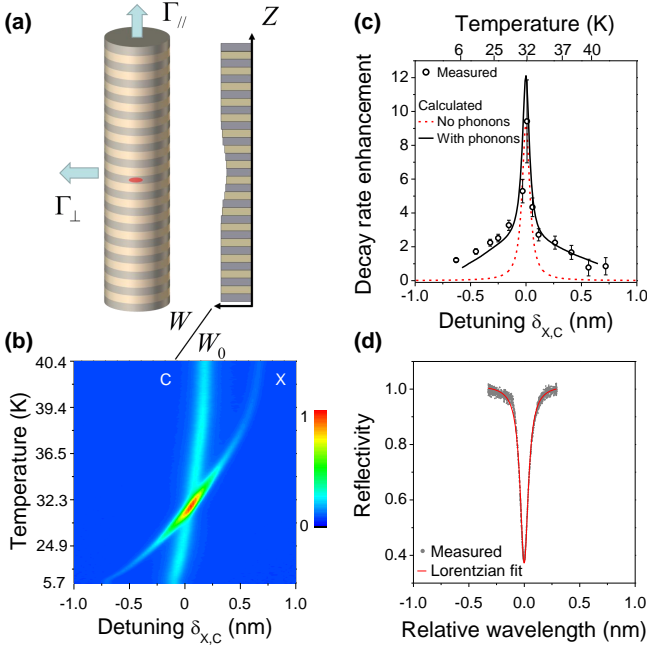 (a)
Γ//
Γ⊥
Z
W
W₀
(b)
C
X
1
0
40.4
39.4
36.5
32.3
24.9
5.7
Temperature (K)
-1.0 -0.5 0 0.5 1.0
Detuning δX,C (nm)
(c)
Temperature (K)
6 25 32 37 40
Measured
Calculated
No phonons
With phonons
12
10
8
6
4
2
0
Decay rate enhancement
-1.0 -0.5 0.0 0.5 1.0
Detuning δX,C (nm)
(d)
1.0
0.8
0.6
0.4
Reflectivity
Measured
Lorentzian fit
-1.0 -0.5 0.0 0.5 1.0
Relative wavelength (nm)